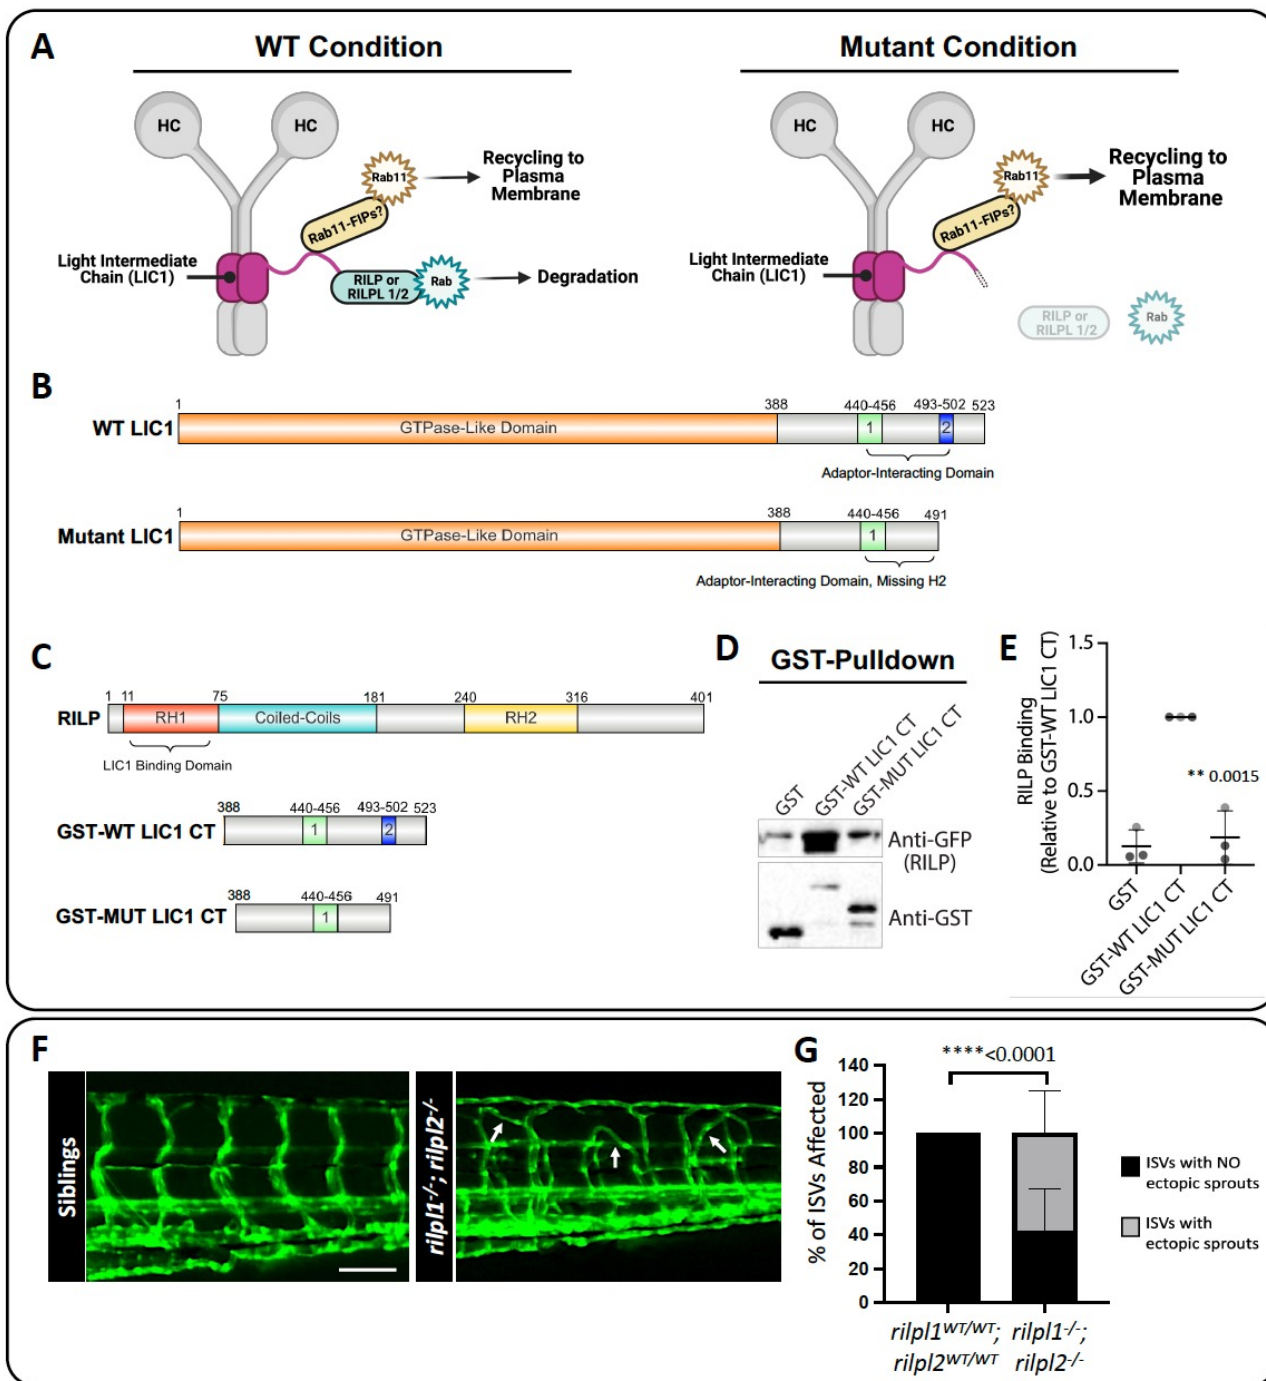 A
WT Condition
Mutant Condition
HC
HC
Rab11
Recycling to
Plasma
Membrane
Rab11-FIPs?
Light Intermediate
Chain (LIC1)
RILP or
RILPL 1/2
Rab
Degradation
HC
HC
Rab11
Recycling to
Plasma
Membrane
Rab11-FIPs?
Light Intermediate
Chain (LIC1)
RILP or
RILPL 1/2
Rab
B
1
388
440-456
493-502
523
WT LIC1
GTPase-Like Domain
1
2
Adaptor-Interacting Domain
1
388
440-456
491
Mutant LIC1
GTPase-Like Domain
1
Adaptor-Interacting Domain, Missing H2
C
1
11
75
181
240
316
401
RILP
RH1
Coiled-Coils
RH2
LIC1 Binding Domain
388
440-456
493-502
523
GST-WT LIC1 CT
1
2
388
440-456
491
GST-MUT LIC1 CT
1
D
GST-Pulldown
GST
GST-WT LIC1 CT
GST-MUT LIC1 CT
Anti-GFP
(RILP)
Anti-GST
E
RILP Binding
(Relative to GST-WT LIC1 CT)
1.5
1.0
0.5
0.0
** 0.0015
GST
GST-WT LIC1 CT
GST-MUT LIC1 CT
F
Siblings
rilpl1-/-; rilpl2-/-
G
****<0.0001
% of ISVs Affected
140
120
100
80
60
40
20
0
ISVs with NO
ectopic sprouts
ISVs with
ectopic sprouts
rilpl1WT/WT;
rilpl2WT/WT
rilpl1-/-;
rilpl2-/-